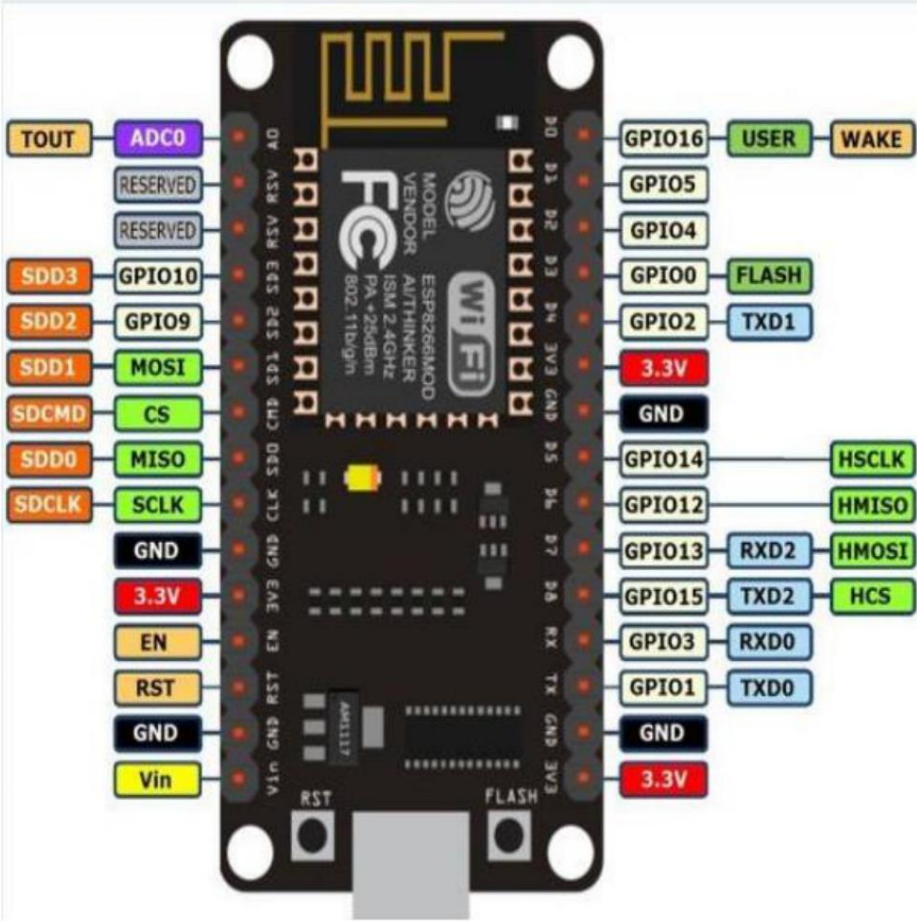 TOUT ADC0 A0 D0 GPIO16 USER WAKE
RESERVED RSV D1 GPIO5
RESERVED RSV D2 GPIO4
SDD3 GPIO10 SD3 D3 GPIO0 FLASH
SDD2 GPIO9 SD2 D4 GPIO2 TXD1
SDD1 MOSI SD1 3V3 3.3V
SDCMD CS CMD GND GND
SDD0 MISO SD0 D5 GPIO14 HSCLK
SDCLK SCLK CLK D6 GPIO12 HMISO
GND GND D7 GPIO13 RXD2 HMOSI
3.3V 3V3 D8 GPIO15 TXD2 HCS
EN EN RX GPIO3 RXD0
RST RST TX GPIO1 TXD0
GND GND GND GND
Vin Vin 3V3 3.3V
MODEL ESP8266MOD
VENDOR AI/THINKER
ISM 2.4GHz
PA +25dBm
802.11b/g/n
FC
WiFi
AM1117
RST
FLASH